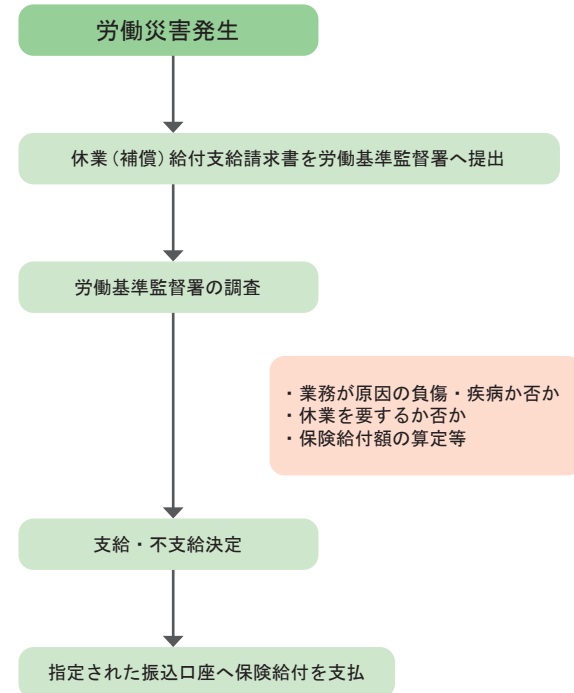 労働災害発生
休業(補償)給付支給請求書を労働基準監督署へ提出
労働基準監督署の調査
・業務が原因の負傷・疾病か否か
・休業を要するか否か
・保険給付額の算定等
支給・不支給決定
指定された振込口座へ保険給付を支払